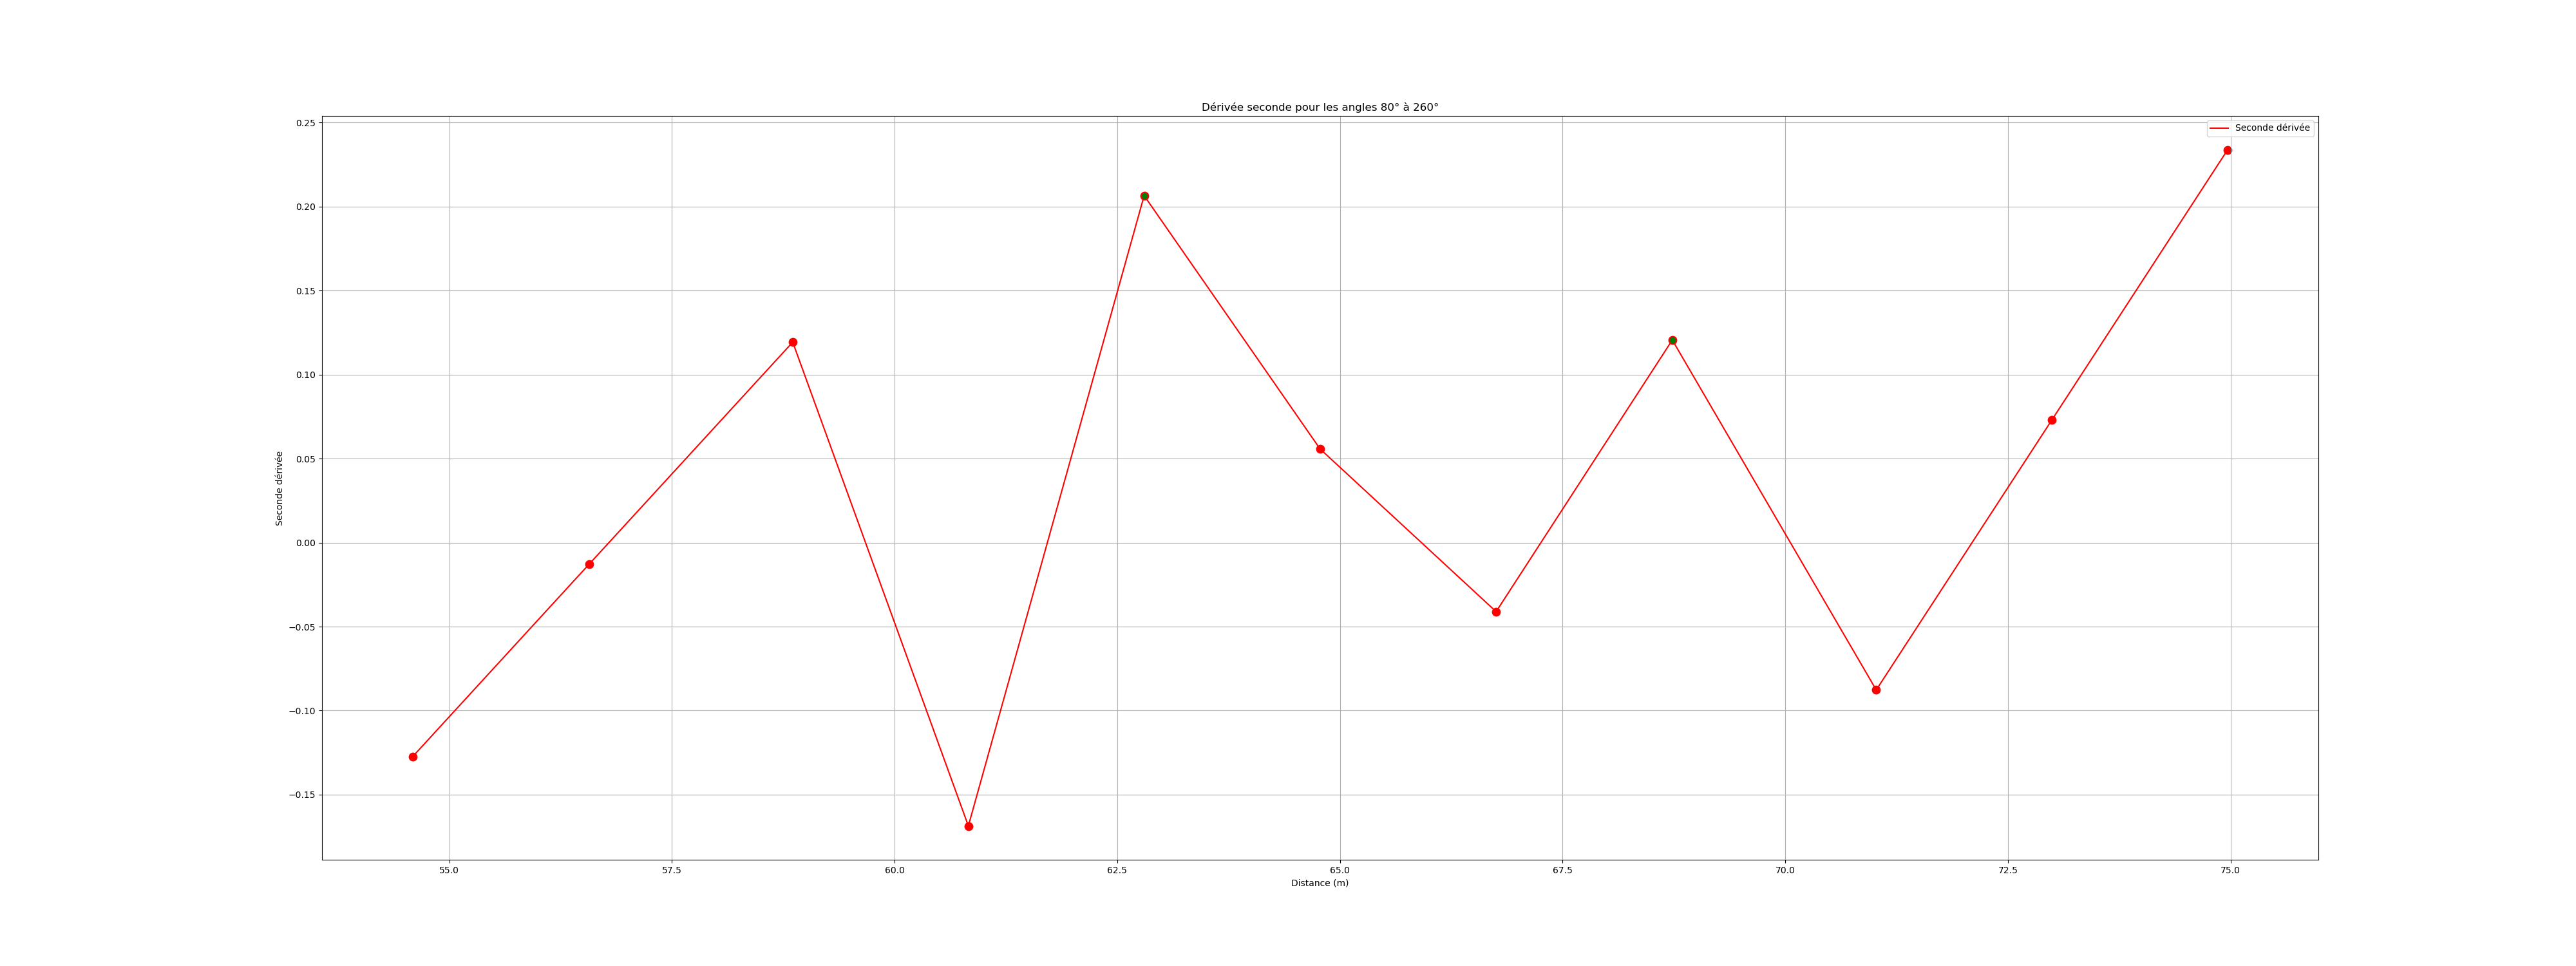 Dérivée seconde pour les angles 80° à 260°
Seconde dérivée
0.25
0.20
0.15
0.10
0.05
0.00
−0.05
−0.10
−0.15
Seconde dérivée
55.0 57.5 60.0 62.5 65.0 67.5 70.0 72.5 75.0
Distance (m)